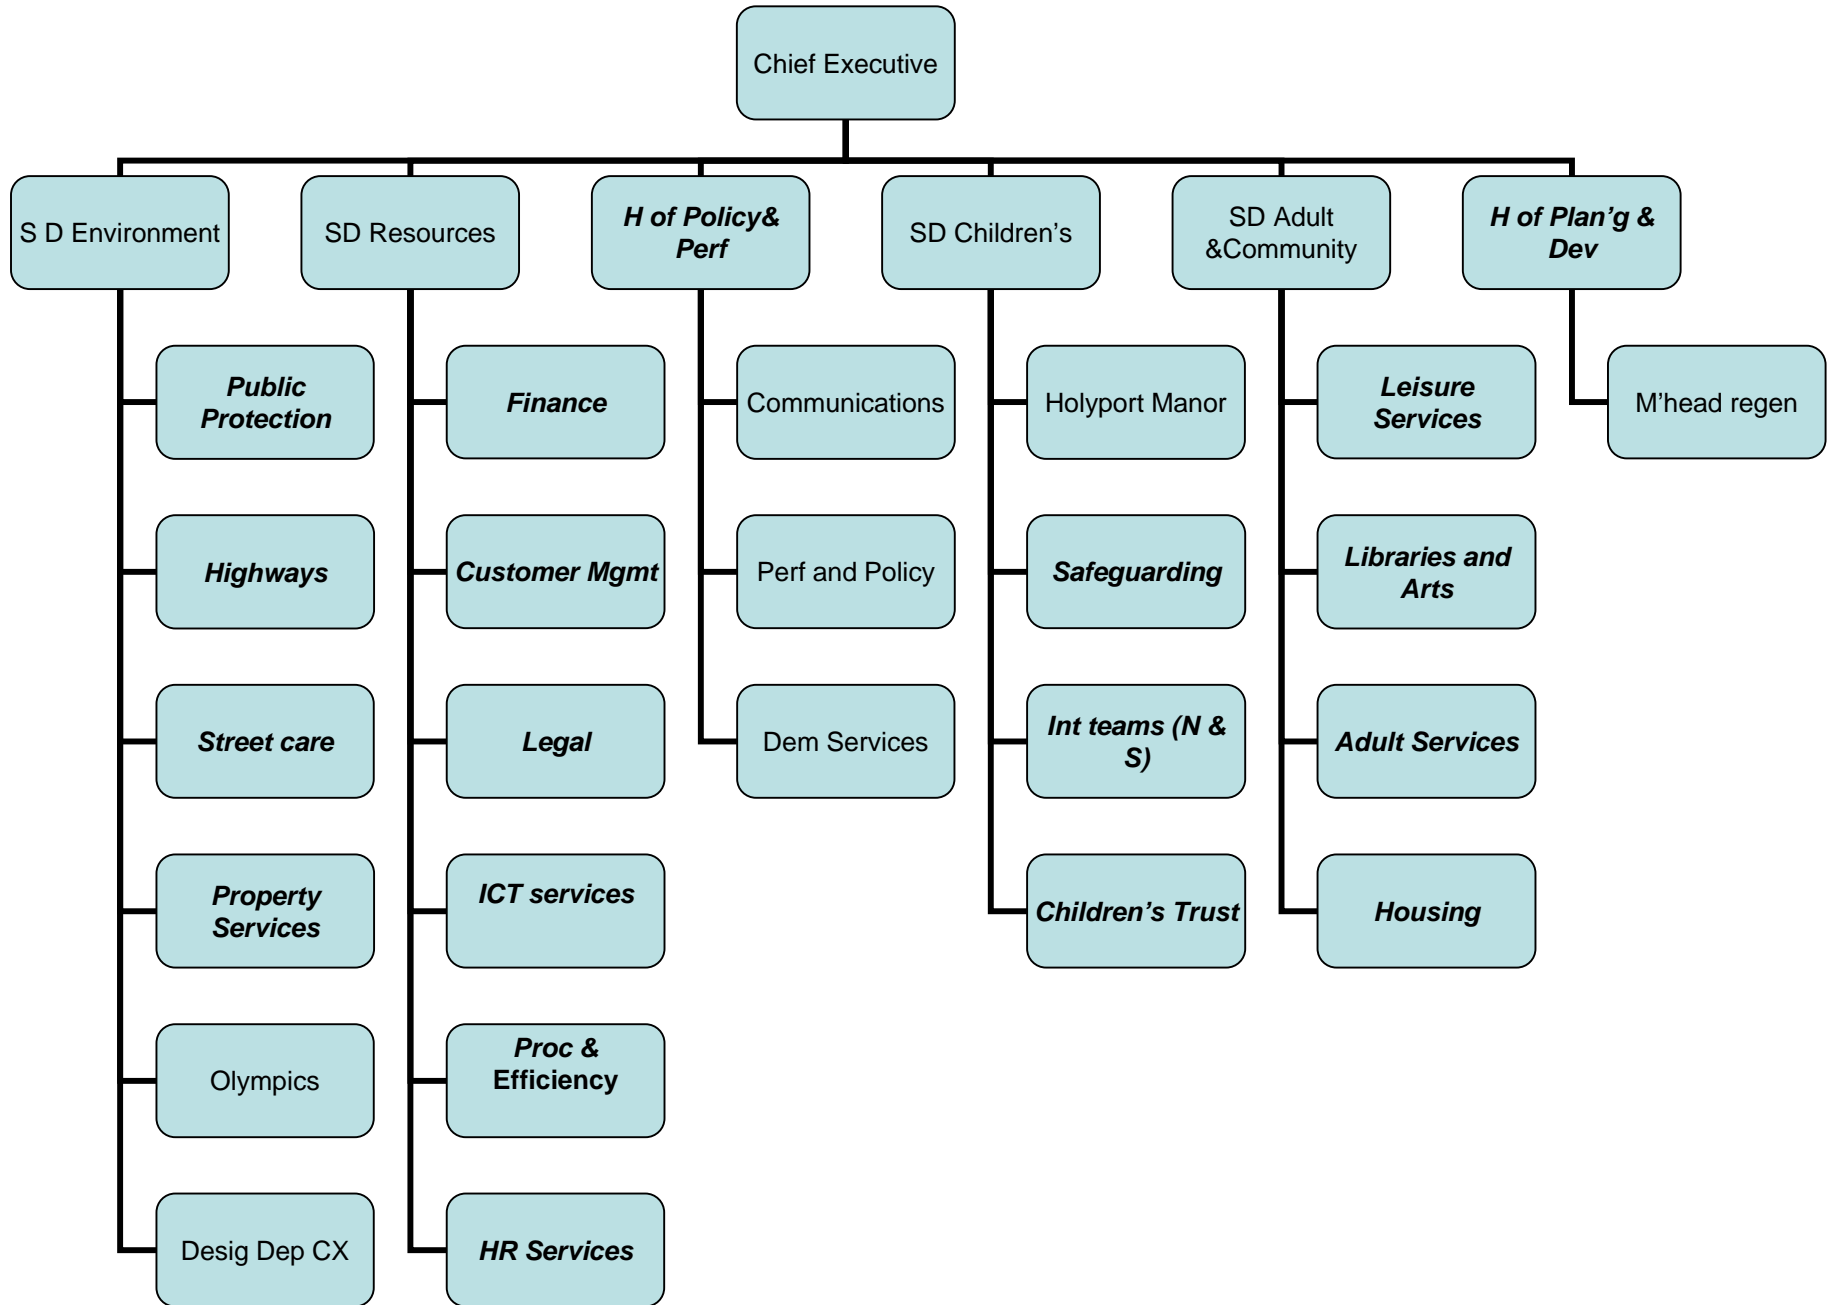 Chief Executive
S D Environment
SD Resources
H of Policy&
Perf
SD Children’s
SD Adult
&Community
H of Plan’g &
Dev
Public
Protection
Finance
Communications
Holyport Manor
Leisure
Services
M’head regen
Highways
Customer Mgmt
Perf and Policy
Safeguarding
Libraries and
Arts
Street care
Legal
Dem Services
Int teams (N &
S)
Adult Services
Property
Services
ICT services
Children’s Trust
Housing
Olympics
Proc &
Efficiency
Desig Dep CX
HR Services